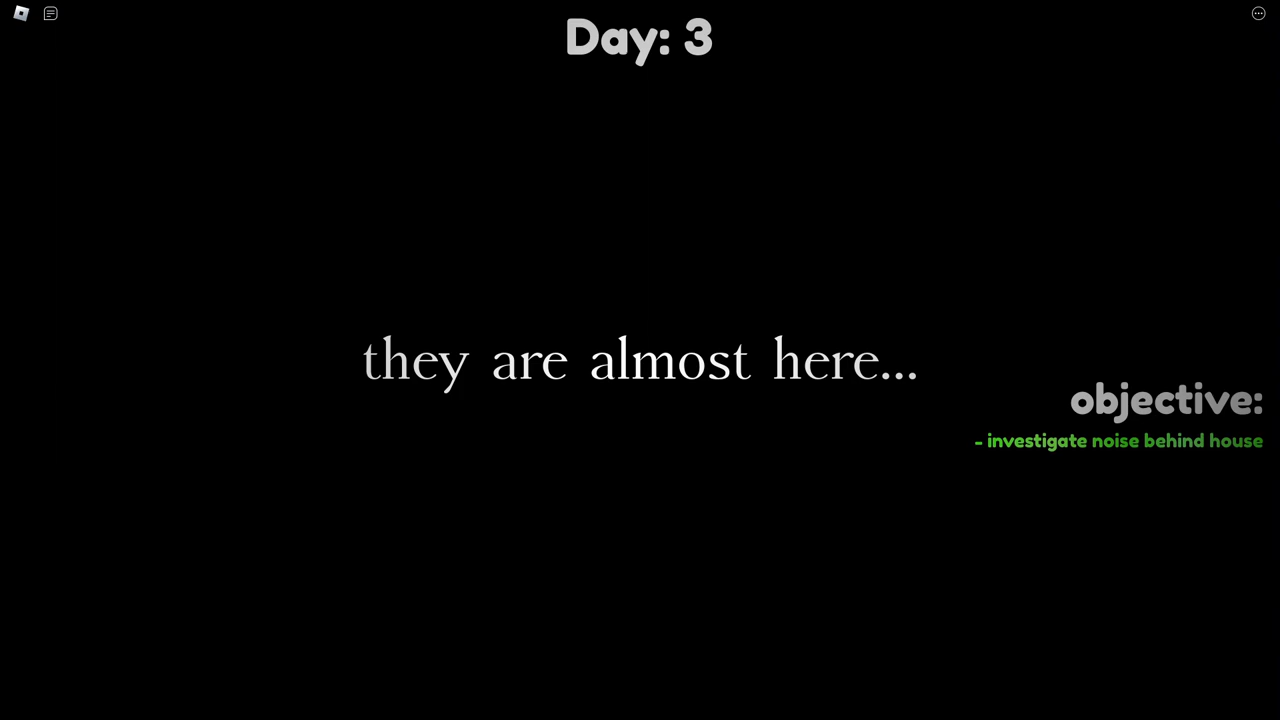 Day: 3
they are almost here...
objective:
- investigate noise behind house